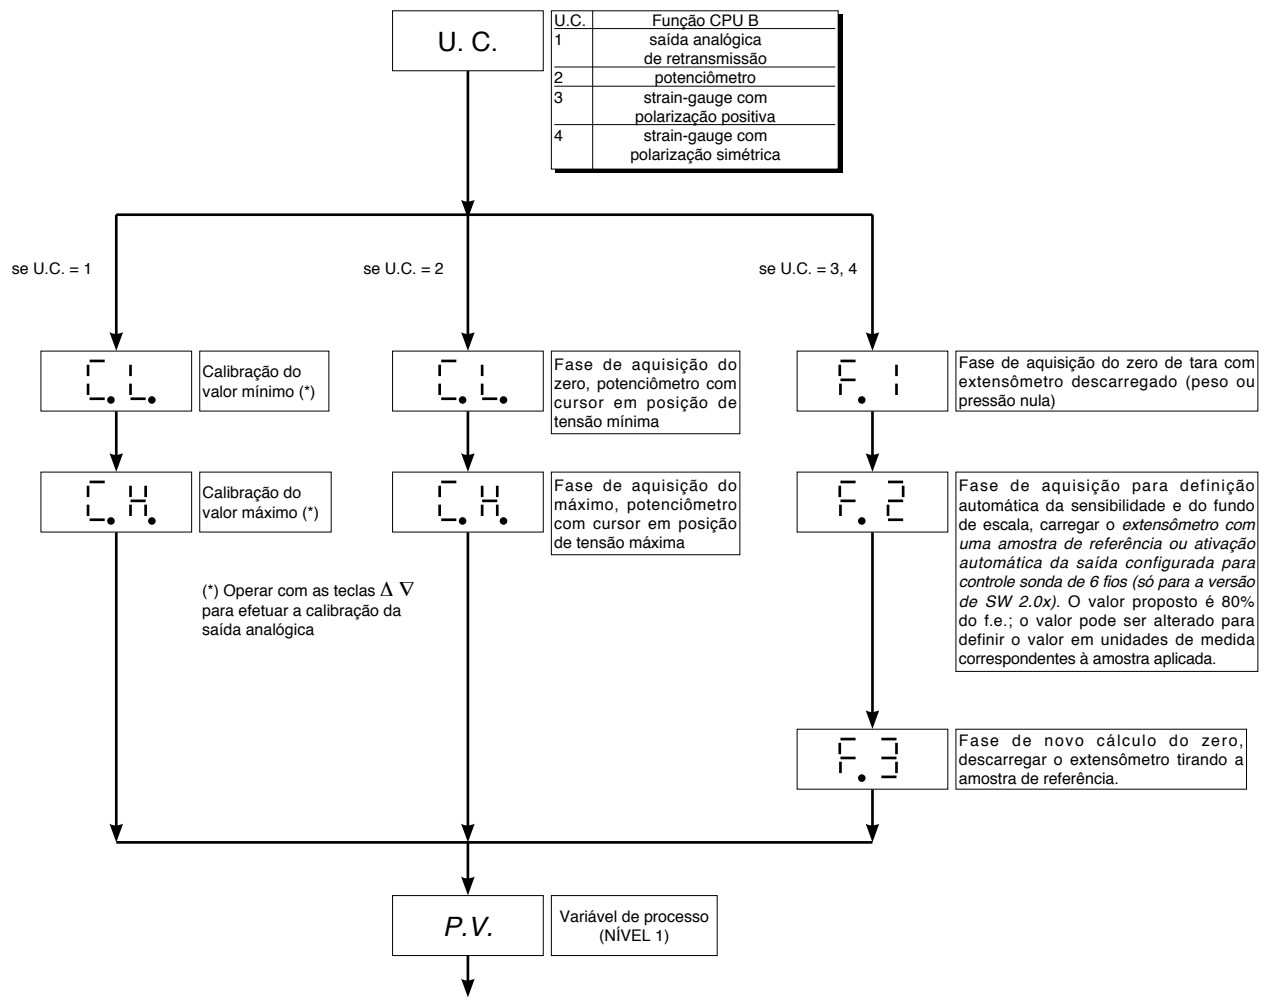 U. C.
U.C. Função CPU B
1 saída analógica
de retransmissão
2 potenciômetro
3 strain-gauge com
polarização positiva
4 strain-gauge com
polarização simétrica
se U.C. = 1
se U.C. = 2
se U.C. = 3, 4
C.L.
Calibração do
valor mínimo (*)
C.L.
Fase de aquisição do
zero, potenciômetro com
cursor em posição de
tensão mínima
F.1
Fase de aquisição do zero de tara com
extensômetro descarregado (peso ou
pressão nula)
C.H.
Calibração do
valor máximo (*)
C.H.
Fase de aquisição do
máximo, potenciômetro
com cursor em posição
de tensão máxima
F.2
Fase de aquisição para definição
automática da sensibilidade e do fundo
de escala, carregar o extensômetro com
uma amostra de referência ou ativação
automática da saída configurada para
controle sonda de 6 fios (só para a versão
de SW 2.0x). O valor proposto é 80%
do f.e.; o valor pode ser alterado para
definir o valor em unidades de medida
correspondentes à amostra aplicada.
(*) Operar com as teclas Δ ∇
para efetuar a calibração da
saída analógica
F.3
Fase de novo cálculo do zero,
descarregar o extensômetro tirando a
amostra de referência.
P.V.
Variável de processo
(NÍVEL 1)